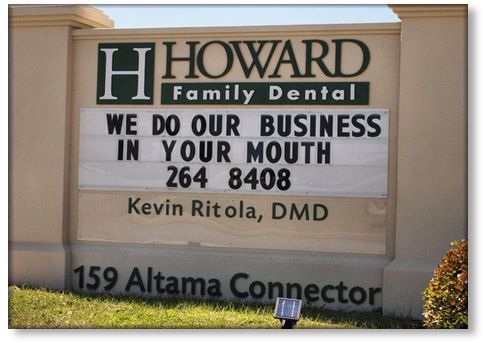 H HOWARD
Family Dental
WE DO OUR BUSINESS
IN YOUR MOUTH
264 8408
Kevin Ritola, DMD
159 Altama Connector